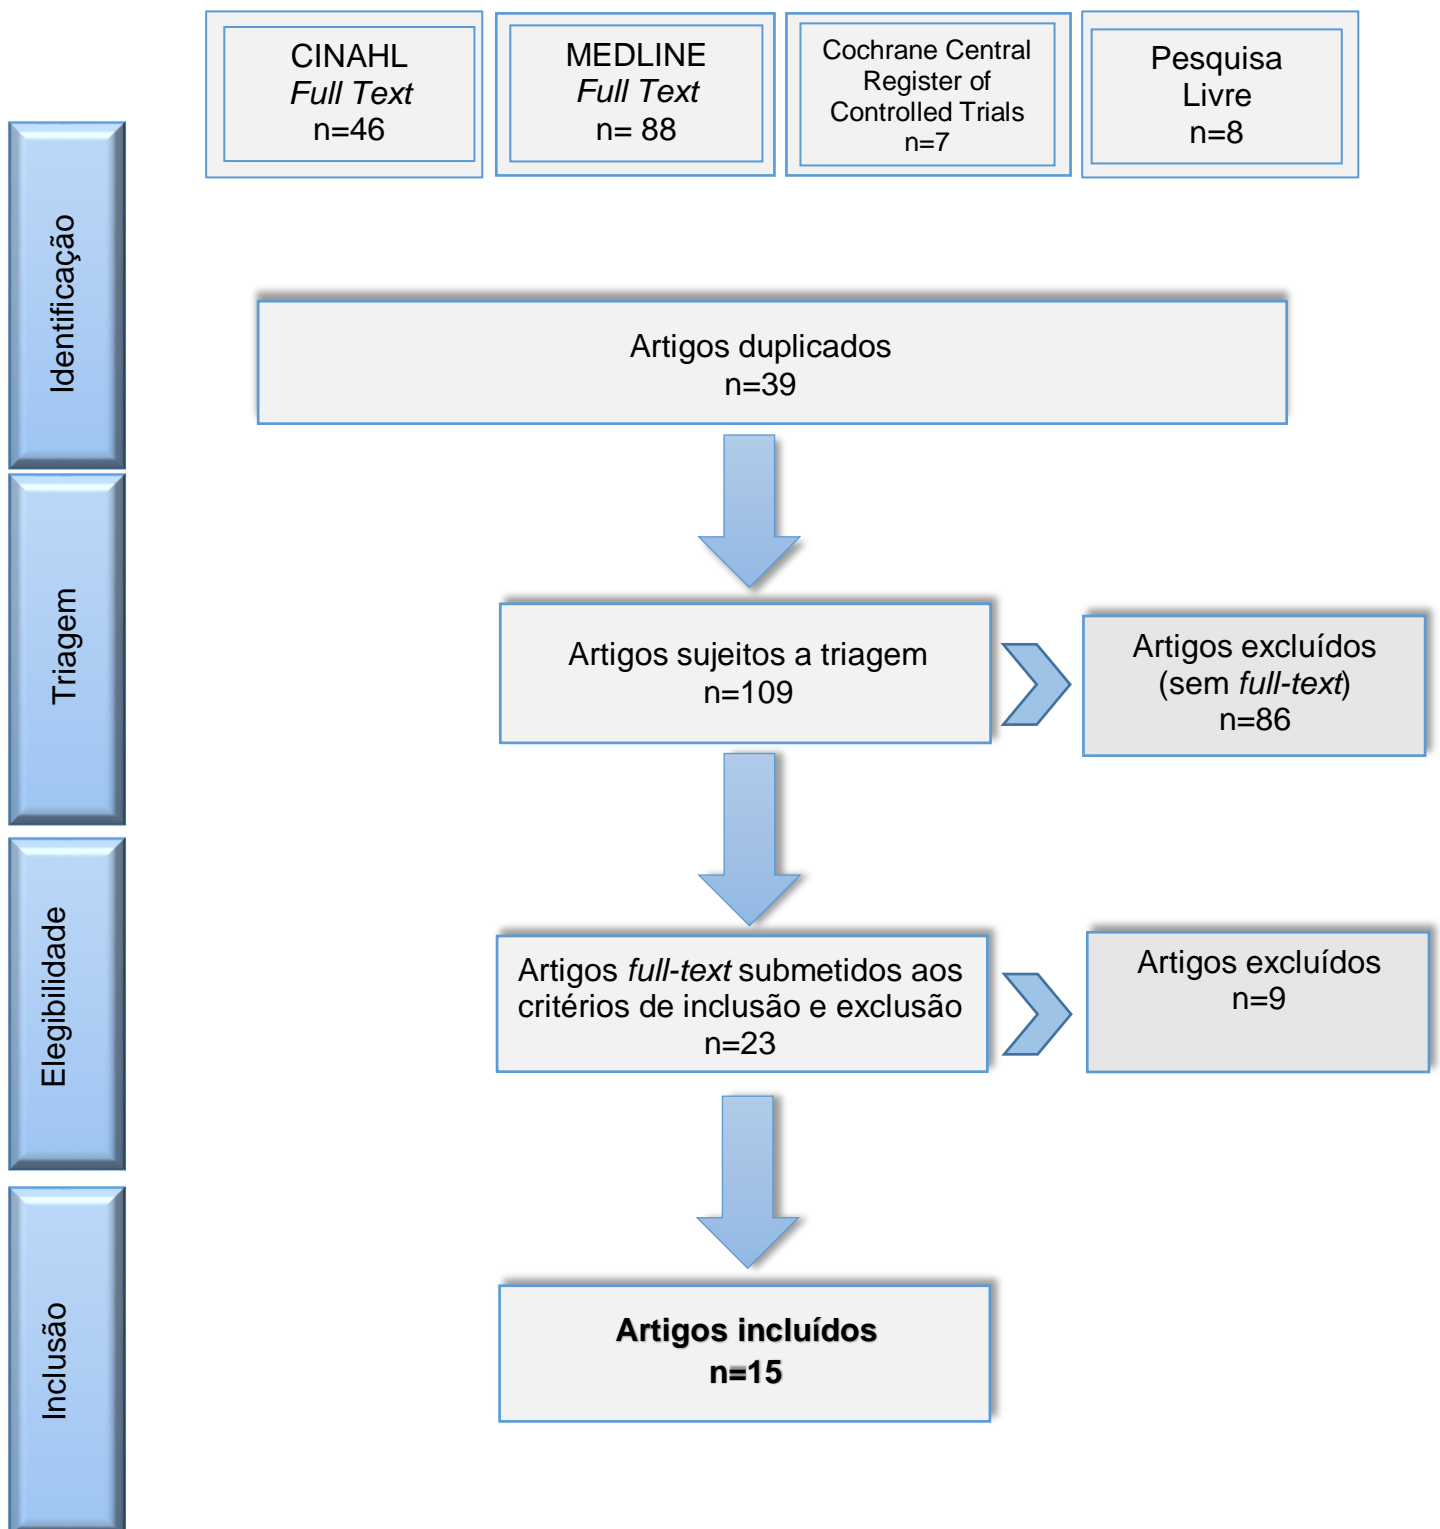 CINAHL
Full Text
n=46
MEDLINE
Full Text
n= 88
Cochrane Central
Register of
Controlled Trials
n=7
Pesquisa
Livre
n=8
Identificação
Artigos duplicados
n=39
Triagem
Artigos sujeitos a triagem
n=109
Artigos excluídos
(sem full-text)
n=86
Elegibilidade
Artigos full-text submetidos aos
critérios de inclusão e exclusão
n=23
Artigos excluídos
n=9
Inclusão
Artigos incluídos
n=15